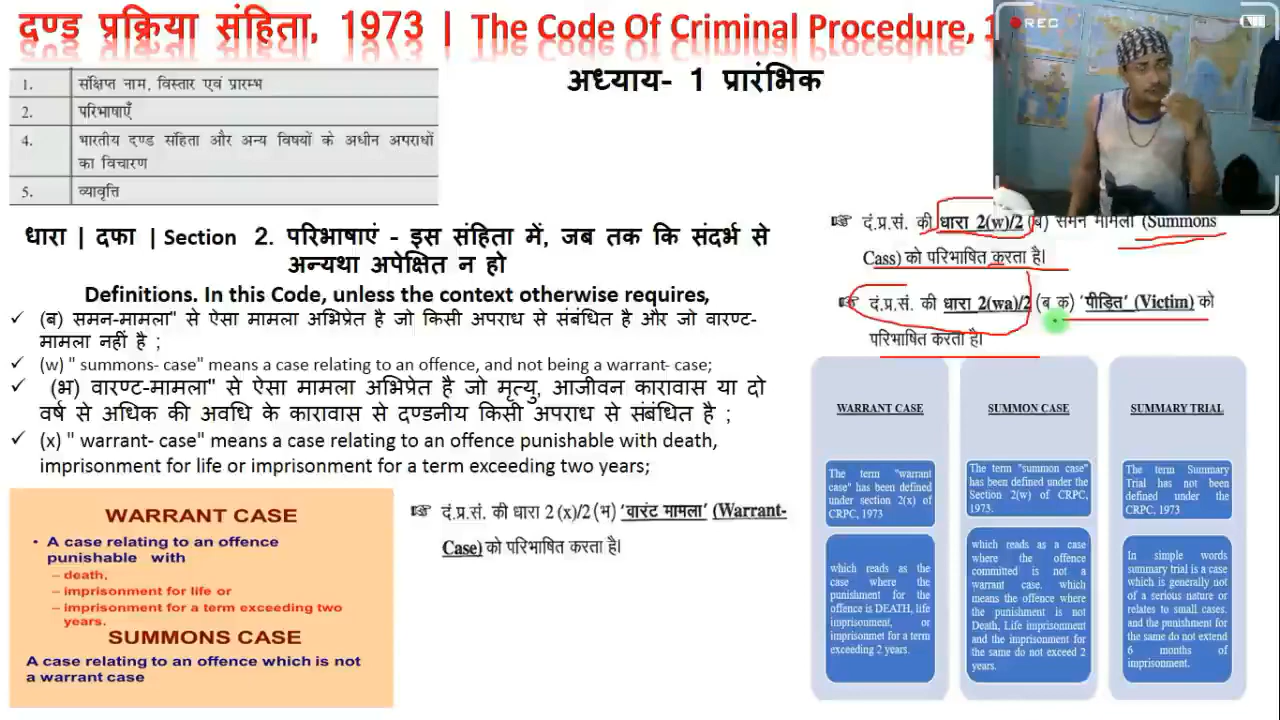 दण्ड प्रक्रिया संहिता, 1973 | The Code Of Criminal Procedure, 1
REC
अध्याय- 1 प्रारंभिक
1. संक्षिप्त नाम, विस्तार एवं प्रारम्भ
2. परिभाषाएँ
4. भारतीय दण्ड संहिता और अन्य विषयों के अधीन अपराधों
का विचारण
5. व्यावृत्ति
धारा | दफा | Section 2. परिभाषाएं - इस संहिता में, जब तक कि संदर्भ से
अन्यथा अपेक्षित न हो
Definitions. In this Code, unless the context otherwise requires,
✓ (ब) समन-मामला" से ऐसा मामला अभिप्रेत है जो किसी अपराध से संबंधित है और जो वारण्ट-
मामला नहीं है ;
✓ (w) " summons- case" means a case relating to an offence, and not being a warrant- case;
✓ (भ) वारण्ट-मामला" से ऐसा मामला अभिप्रेत है जो मृत्यु, आजीवन कारावास या दो
वर्ष से अधिक की अवधि के कारावास से दण्डनीय किसी अपराध से संबंधित है ;
✓ (x) " warrant- case" means a case relating to an offence punishable with death,
imprisonment for life or imprisonment for a term exceeding two years;
WARRANT CASE
• A case relating to an offence
punishable with
– death,
– imprisonment for life or
– imprisonment for a term exceeding two
years.
SUMMONS CASE
A case relating to an offence which is not
a warrant case
☞ दं.प्र.सं. की धारा 2 (x)/2 (भ) 'वारंट मामला' (Warrant-
Case) को परिभाषित करता है।
☞ दं.प्र.सं. की धारा 2(w)/2 (ब) समन मामला (Summons
Cass) को परिभाषित करता है।
☞ दं.प्र.सं. की धारा 2(wa)/2 (ब क) 'पीड़ित' (Victim) को
परिभाषित करता है।
WARRANT CASE
The term "warrant
case" has been defined
under section 2(x) of
CRPC, 1973
which reads as the
case where the
punishment for the
offence is DEATH, life
imprisonment, or
imprisonmet for a term
exceeding 2 years.
SUMMON CASE
The term "summon case"
has been defined under the
Section 2(w) of CRPC,
1973.
which reads as a case
where the offence
committed is not a
warrant case. which
means the offence where
the punishment is not
Death, Life imprisonment
and the imprisonment for
the same do not exceed 2
years.
SUMMARY TRIAL
The term Summary
Trial has not been
defined under the
CRPC, 1973
In simple words
summary trial is a case
which is generally not
of a serious nature or
relates to small cases.
and the punishment for
the same do not extend
6 months of
imprisonment.